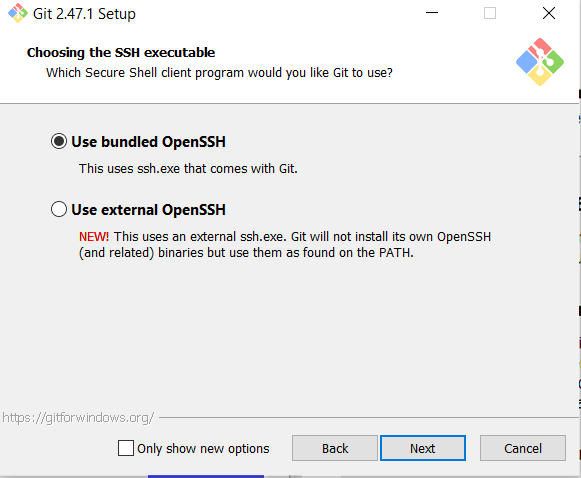 Git 2.47.1 Setup
Choosing the SSH executable
Which Secure Shell client program would you like Git to use?
Use bundled OpenSSH
This uses ssh.exe that comes with Git.
Use external OpenSSH
NEW! This uses an external ssh.exe. Git will not install its own OpenSSH
(and related) binaries but use them as found on the PATH.
https://gitforwindows.org/
Only show new options
Back
Next
Cancel